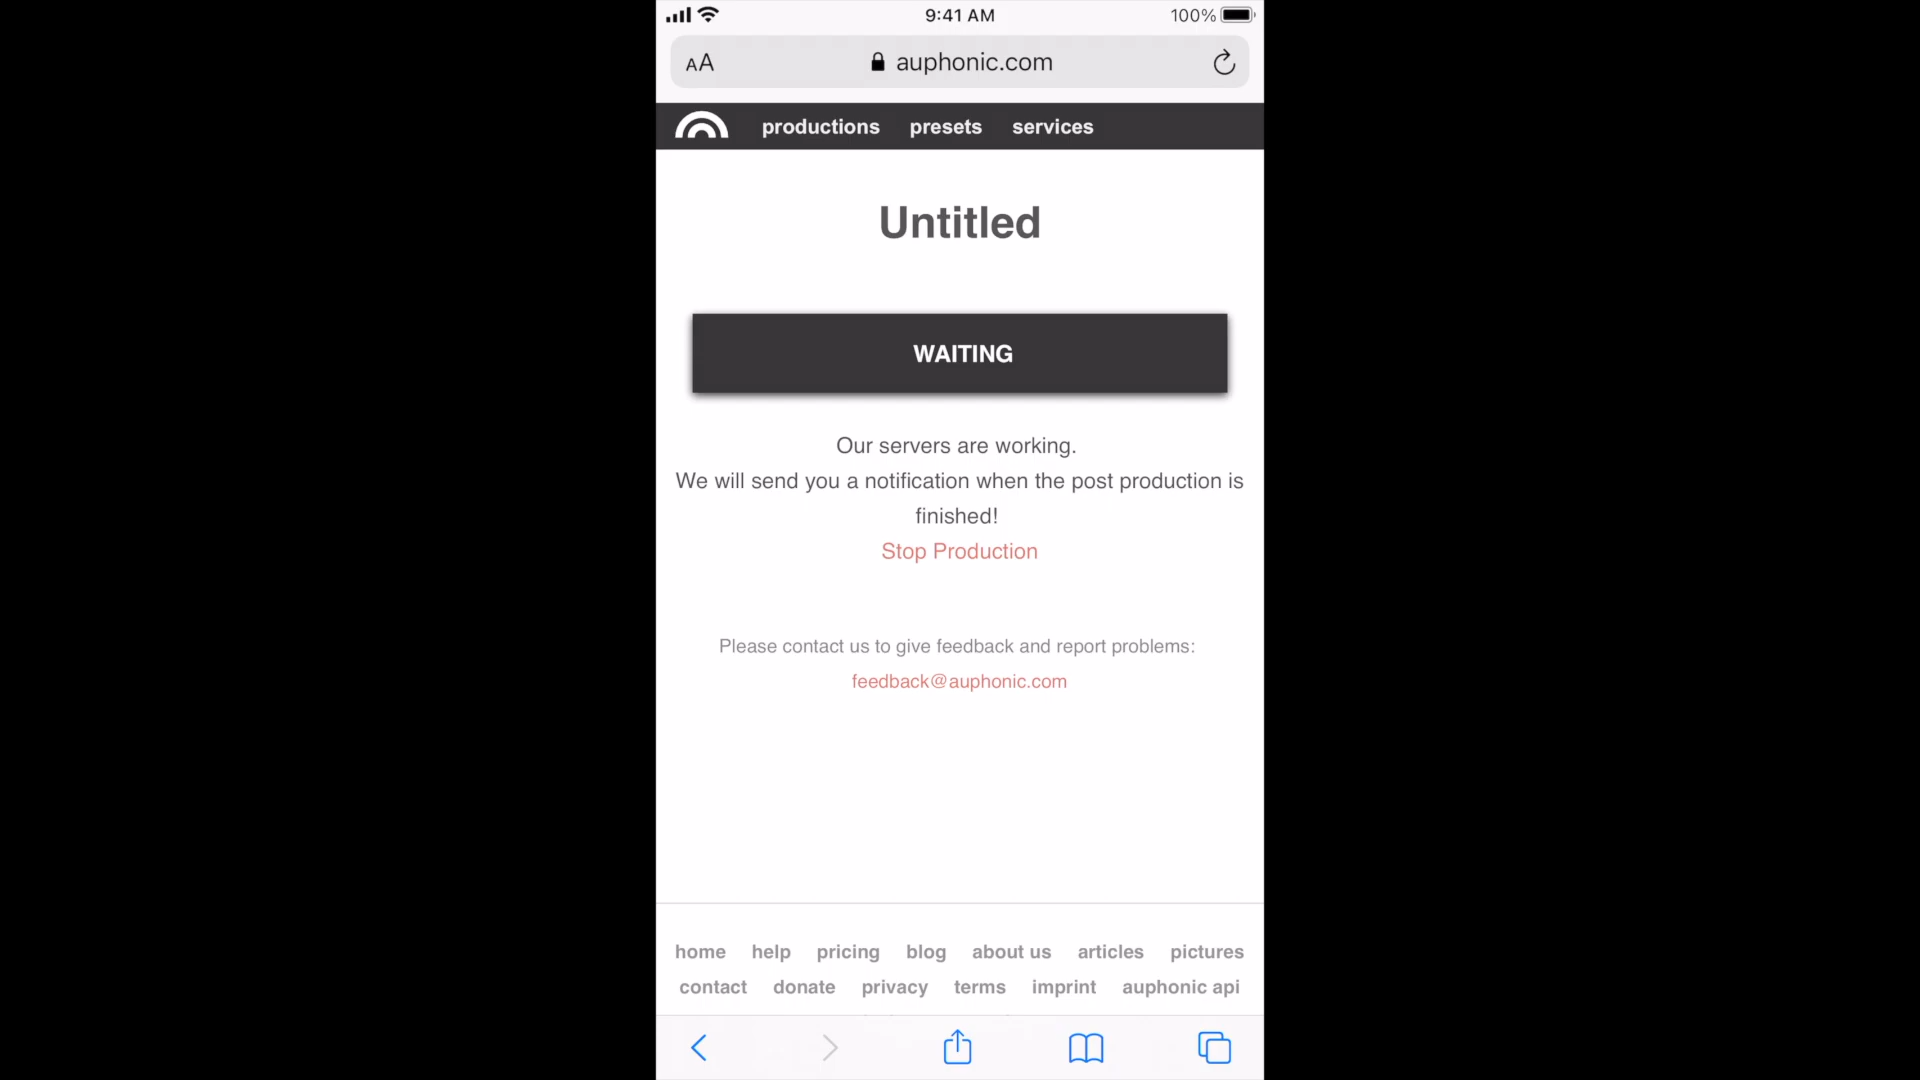 9:41 AM 100%
AA auphonic.com
productions presets services
Untitled
WAITING
Our servers are working.
We will send you a notification when the post production is
finished!
Stop Production
Please contact us to give feedback and report problems:
feedback@auphonic.com
home help pricing blog about us articles pictures
contact donate privacy terms imprint auphonic api